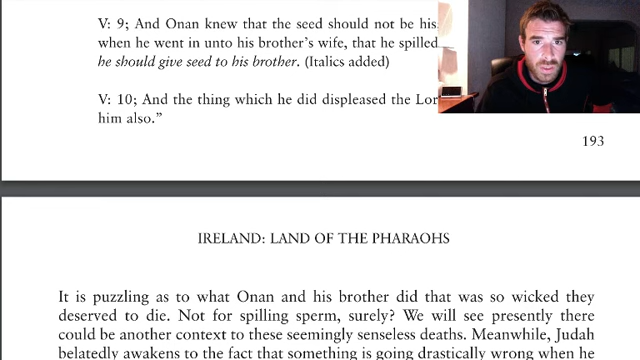 V: 9; And Onan knew that the seed should not be his,
when he went in unto his brother's wife, that he spilled
he should give seed to his brother. (Italics added)
V: 10; And the thing which he did displeased the Lor
him also."
193
IRELAND: LAND OF THE PHARAOHS
It is puzzling as to what Onan and his brother did that was so wicked they
deserved to die. Not for spilling sperm, surely? We will see presently there
could be another context to these seemingly senseless deaths. Meanwhile, Judah
belatedly awakens to the fact that something is going drastically wrong when he